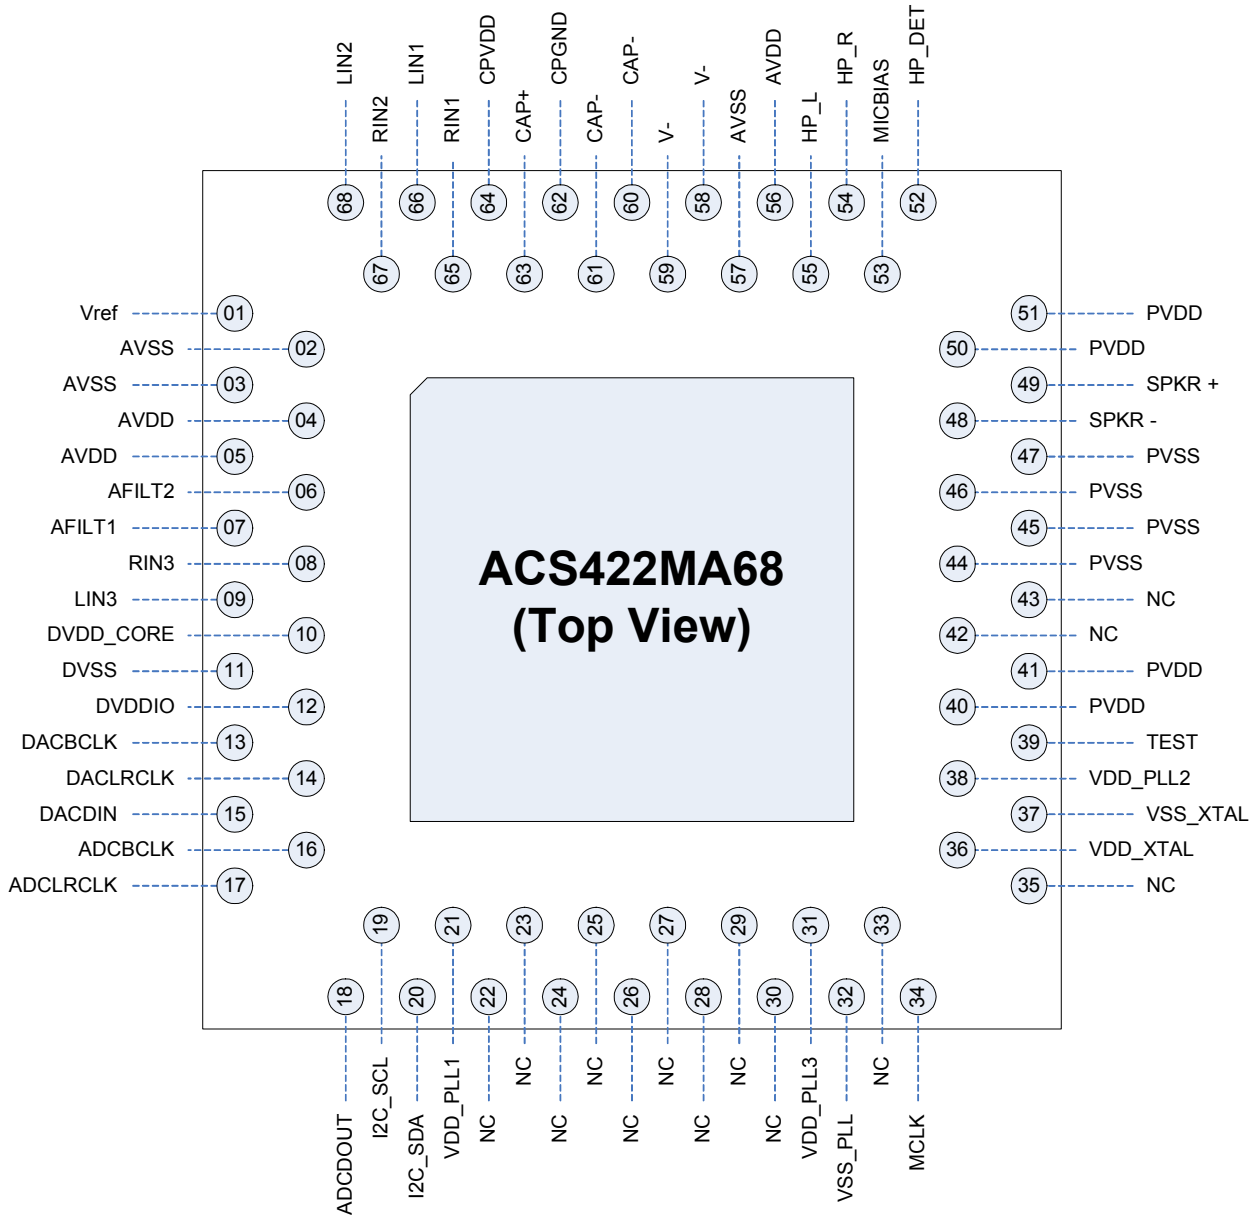 LIN2
RIN2
LIN1
RIN1
CPVDD
CAP+
CPGND
CAP-
CAP-
V-
V-
AVSS
AVDD
HP_L
HP_R
MICBIAS
HP_DET
68
67
66
65
64
63
62
61
60
59
58
57
56
55
54
53
52
Vref 01
AVSS 02
AVSS 03
AVDD 04
AVDD 05
AFILT2 06
AFILT1 07
RIN3 08
LIN3 09
DVDD_CORE 10
DVSS 11
DVDDIO 12
DACBCLK 13
DACLRCLK 14
DACDIN 15
ADCBCLK 16
ADCLRCLK 17
ACS422MA68
(Top View)
51 PVDD
50 PVDD
49 SPKR +
48 SPKR -
47 PVSS
46 PVSS
45 PVSS
44 PVSS
43 NC
42 NC
41 PVDD
40 PVDD
39 TEST
38 VDD_PLL2
37 VSS_XTAL
36 VDD_XTAL
35 NC
18
19
20
21
22
23
24
25
26
27
28
29
30
31
32
33
34
ADCDOUT
I2C_SCL
I2C_SDA
VDD_PLL1
NC
NC
NC
NC
NC
NC
NC
NC
NC
VDD_PLL3
VSS_PLL
NC
MCLK